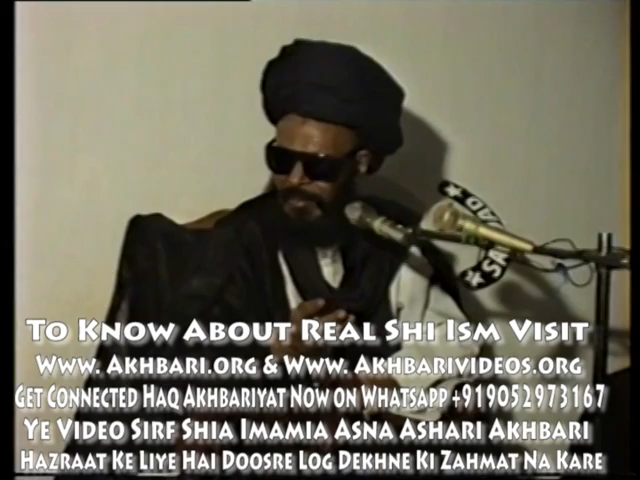 SAJJAD
To Know About Real Shi Ism Visit
Www. Akhbari.org & Www. Akhbarivideos.org
Get Connected Haq Akhbariyat Now on Whatsapp +919052973167
Ye Video Sirf Shia Imamia Asna Ashari Akhbari
Hazraat Ke Liye Hai Doosre Log Dekhne Ki Zahmat Na Kare